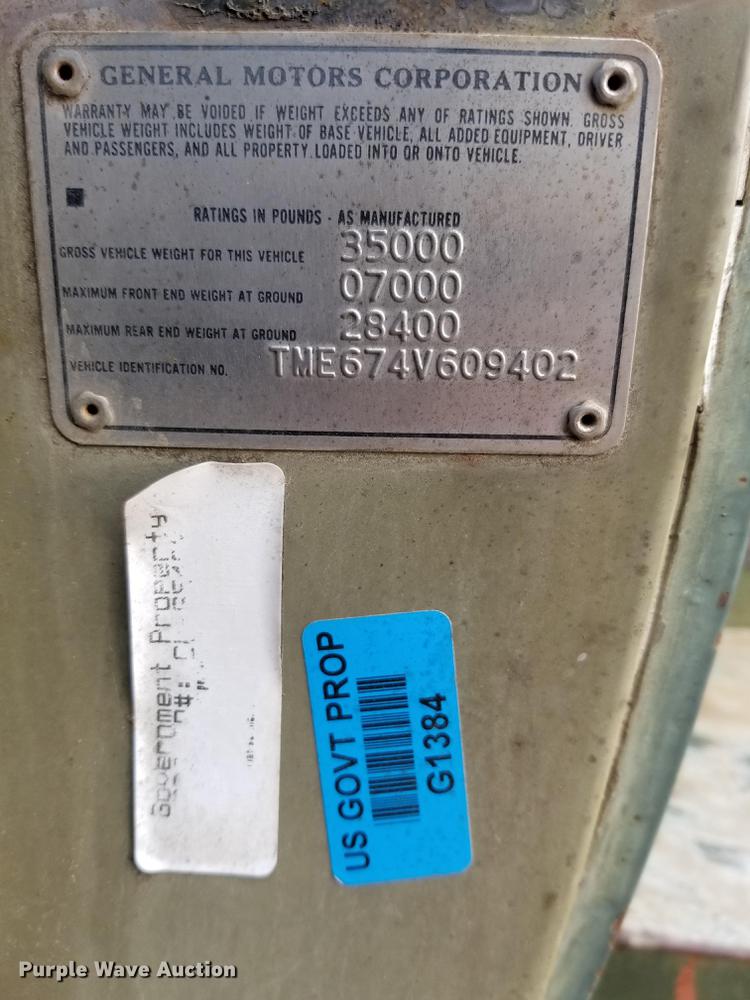 GENERAL MOTORS CORPORATION
WARRANTY MAY BE VOIDED IF WEIGHT EXCEEDS ANY OF RATINGS SHOWN. GROSS
VEHICLE WEIGHT INCLUDES WEIGHT OF BASE VEHICLE, ALL ADDED EQUIPMENT, DRIVER
AND PASSENGERS, AND ALL PROPERTY LOADED INTO OR ONTO VEHICLE.
RATINGS IN POUNDS - AS MANUFACTURED
GROSS VEHICLE WEIGHT FOR THIS VEHICLE 35000
MAXIMUM FRONT END WEIGHT AT GROUND 07000
MAXIMUM REAR END WEIGHT AT GROUND 28400
VEHICLE IDENTIFICATION NO. TME674V609402
Government Property
US GOVT PROP
G1384
Purple Wave Auction